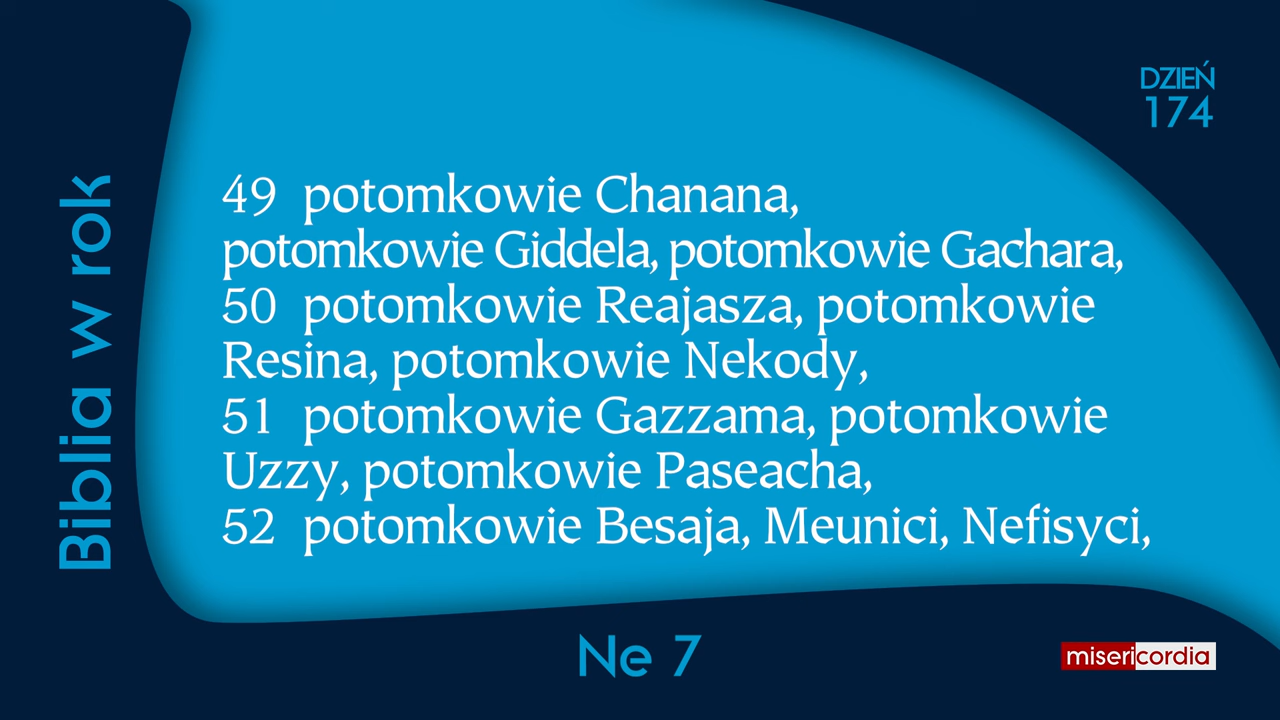 DZIEŃ
174
Biblia w rok
49 potomkowie Chanana,
potomkowie Giddela, potomkowie Gachara,
50 potomkowie Reajasza, potomkowie
Resina, potomkowie Nekody,
51 potomkowie Gazzama, potomkowie
Uzzy, potomkowie Paseacha,
52 potomkowie Besaja, Meunici, Nefisyci,
Ne 7
misericordia